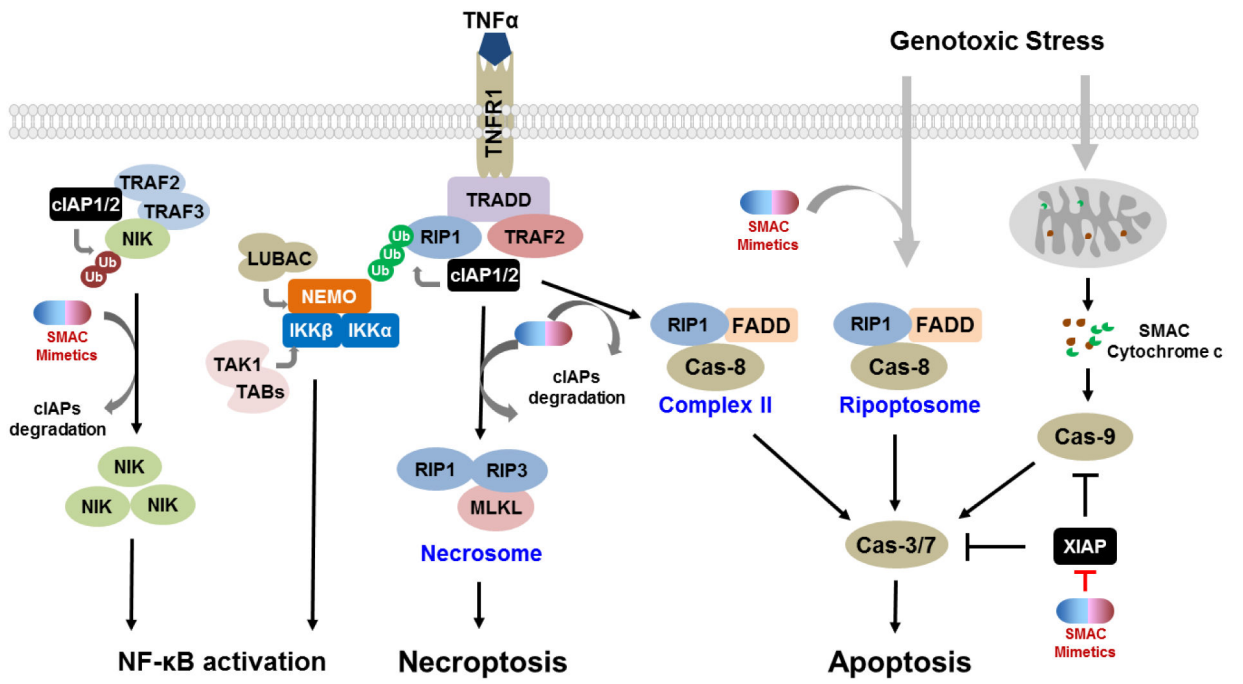 TNFα
Genotoxic Stress
TNFR1
TRAF2
cIAP1/2
TRAF3
NIK
Ub
Ub
SMAC
Mimetics
cIAPs
degradation
NIK
NIK
NIK
LUBAC
NEMO
IKKβ
IKKα
TAK1
TABs
TRADD
RIP1
TRAF2
Ub
Ub
Ub
cIAP1/2
cIAPs
degradation
RIP1
RIP3
MLKL
Necrosome
SMAC
Mimetics
RIP1
FADD
Cas-8
Complex II
RIP1
FADD
Cas-8
Ripoptosome
SMAC
Cytochrome c
Cas-9
Cas-3/7
XIAP
SMAC
Mimetics
NF-κB activation
Necroptosis
Apoptosis